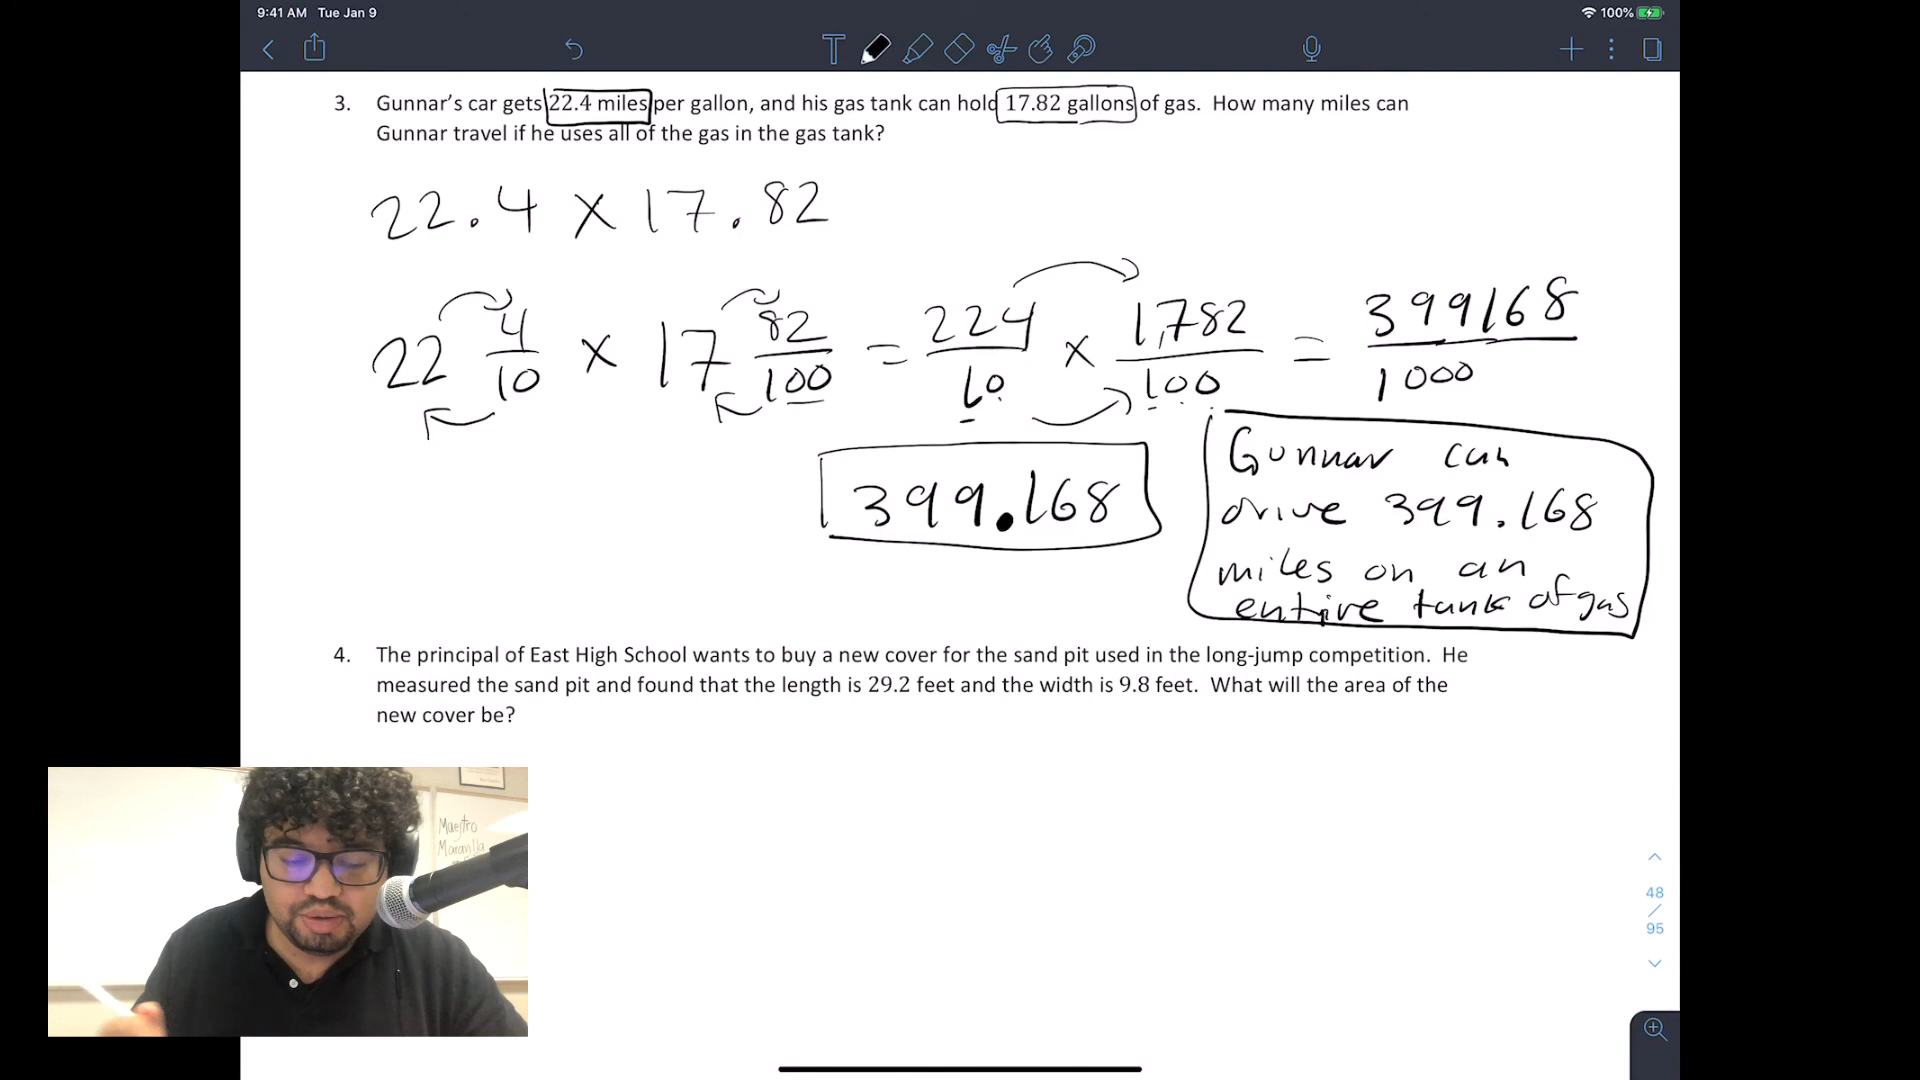 9:41 AM Tue Jan 9
100%
3. Gunnar's car gets 22.4 miles per gallon, and his gas tank can hold 17.82 gallons of gas. How many miles can
Gunnar travel if he uses all of the gas in the gas tank?
22.4 × 17.82
22 4/10 × 17 82/100 = 224/10 × 1,782/100 = 399168/1000
399.168
Gunnar can
drive 399.168
miles on an
entire tank of gas
4. The principal of East High School wants to buy a new cover for the sand pit used in the long-jump competition. He
measured the sand pit and found that the length is 29.2 feet and the width is 9.8 feet. What will the area of the
new cover be?
Maestro
48
/
95